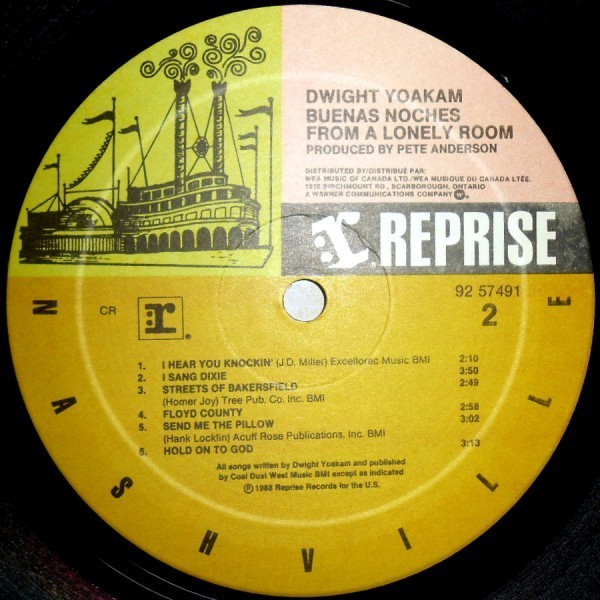 DWIGHT YOAKAM
BUENAS NOCHES
FROM A LONELY ROOM
PRODUCED BY PETE ANDERSON
DISTRIBUTED BY/DISTRIBUÉ PAR:
WEA MUSIC OF CANADA LTD./WEA MUSIQUE DU CANADA LTÉE.
1810 BIRCHMOUNT RD., SCARBOROUGH, ONTARIO
A WARNER COMMUNICATIONS COMPANY
r. REPRISE
92 57491
CR r. 2
1. I HEAR YOU KNOCKIN' (J.D. Miller) Excellorec Music BMI 2:10
2. I SANG DIXIE 3:50
3. STREETS OF BAKERSFIELD 2:49
(Homer Joy) Tree Pub. Co. Inc. BMI
4. FLOYD COUNTY 2:58
5. SEND ME THE PILLOW 3:02
(Hank Locklin) Acuff Rose Publications, Inc. BMI
6. HOLD ON TO GOD 3:13
All songs written by Dwight Yoakam and published
by Coal Dust West Music BMI except as indicated
Ⓟ©1988 Reprise Records for the U.S.
NASHVILLE